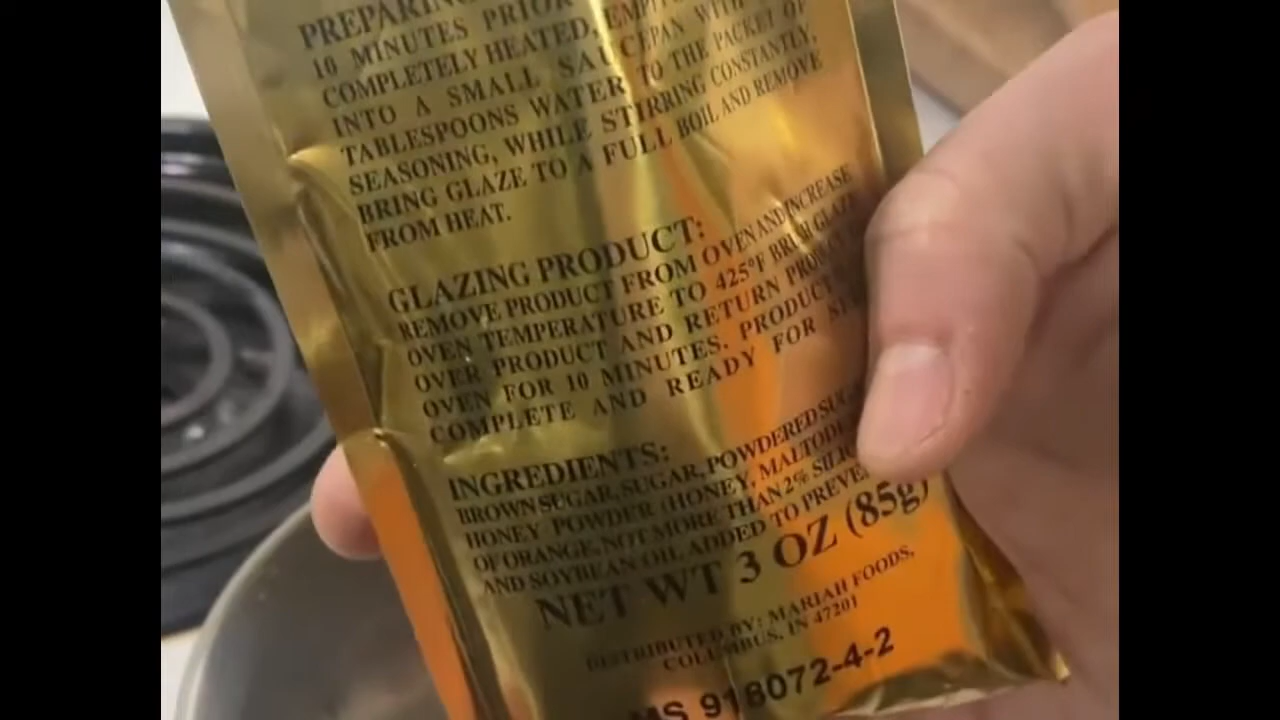 PREPARING
10 MINUTES PRIOR
COMPLETELY HEATED, EMPTY
INTO A SMALL SAUCEPAN WITH
TABLESPOONS WATER TO THE PACKET OF
SEASONING, WHILE STIRRING CONSTANTLY,
BRING GLAZE TO A FULL BOIL AND REMOVE
FROM HEAT.
GLAZING PRODUCT:
REMOVE PRODUCT FROM OVEN AND INCREASE
OVEN TEMPERATURE TO 425°F BRUSH GLAZE
OVER PRODUCT AND RETURN PRODUCT
OVEN FOR 10 MINUTES. PRODUCT
COMPLETE AND READY FOR
INGREDIENTS:
BROWN SUGAR, SUGAR, POWDERED
HONEY POWDER (HONEY,
OF ORANGE, NOT MORE THAN 2%
AND SOYBEAN OIL ADDED TO
NET WT 3 OZ (85g)
DISTRIBUTED BY: MARIAH FOODS,
COLUMBUS, IN 47201
MS 918072-4-2